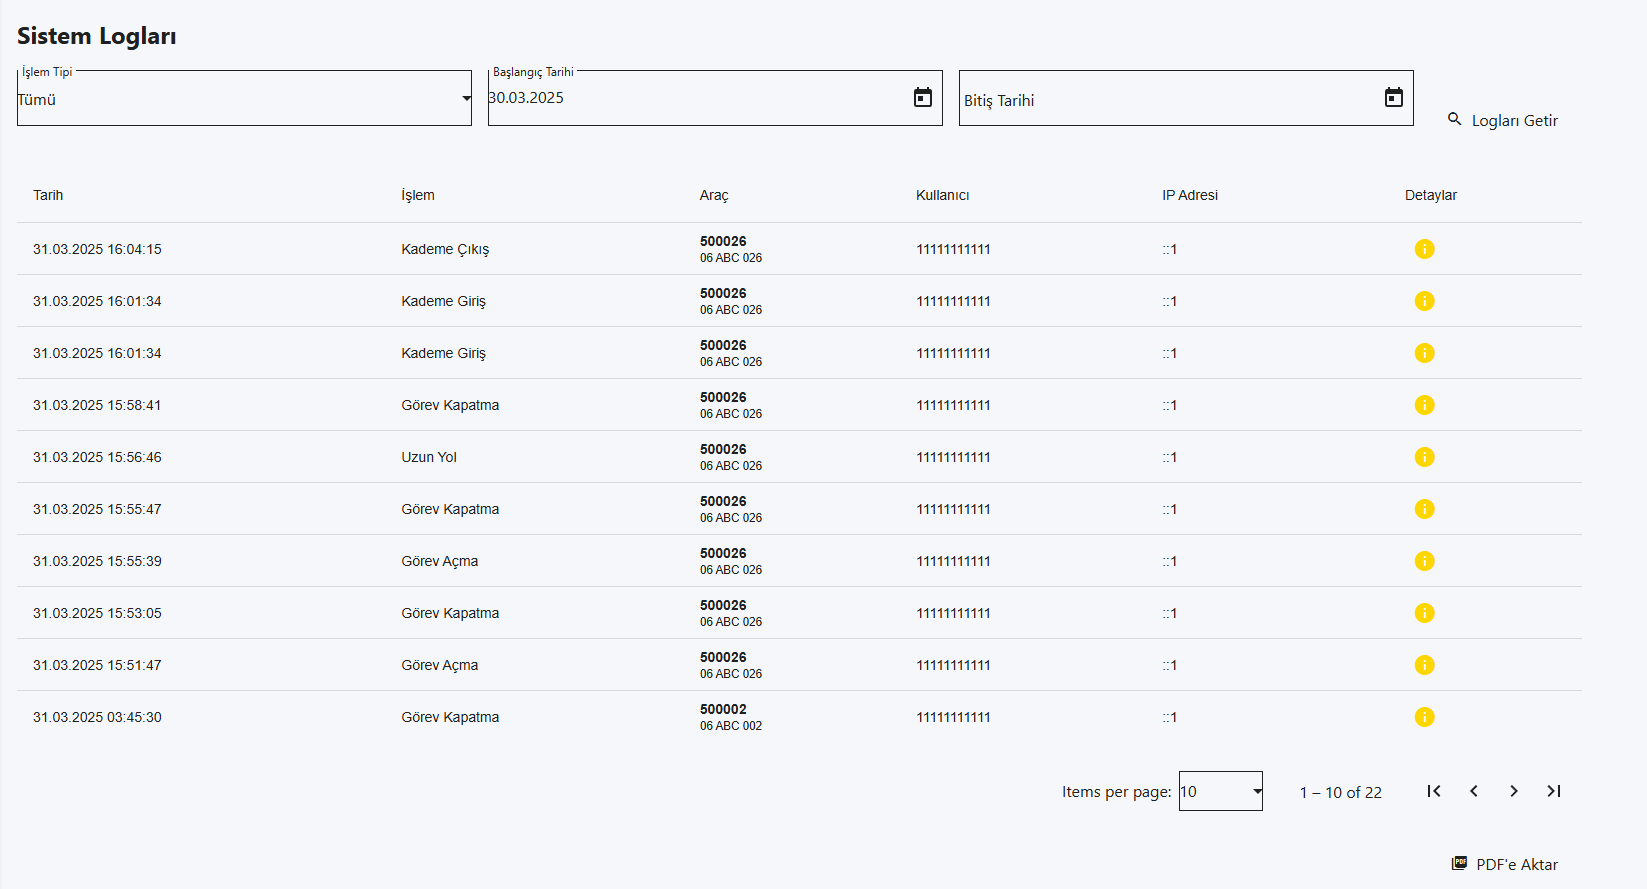 Sistem Logları
İşlem Tipi
Tümü
Başlangıç Tarihi
30.03.2025
Bitiş Tarihi
Logları Getir
Tarih İşlem Araç Kullanıcı IP Adresi Detaylar
31.03.2025 16:04:15 Kademe Çıkış 500026 11111111111 ::1
06 ABC 026
31.03.2025 16:01:34 Kademe Giriş 500026 11111111111 ::1
06 ABC 026
31.03.2025 16:01:34 Kademe Giriş 500026 11111111111 ::1
06 ABC 026
31.03.2025 15:58:41 Görev Kapatma 500026 11111111111 ::1
06 ABC 026
31.03.2025 15:56:46 Uzun Yol 500026 11111111111 ::1
06 ABC 026
31.03.2025 15:55:47 Görev Kapatma 500026 11111111111 ::1
06 ABC 026
31.03.2025 15:55:39 Görev Açma 500026 11111111111 ::1
06 ABC 026
31.03.2025 15:53:05 Görev Kapatma 500026 11111111111 ::1
06 ABC 026
31.03.2025 15:51:47 Görev Açma 500026 11111111111 ::1
06 ABC 026
31.03.2025 03:45:30 Görev Kapatma 500002 11111111111 ::1
06 ABC 002
Items per page: 10 1 – 10 of 22
PDF'e Aktar